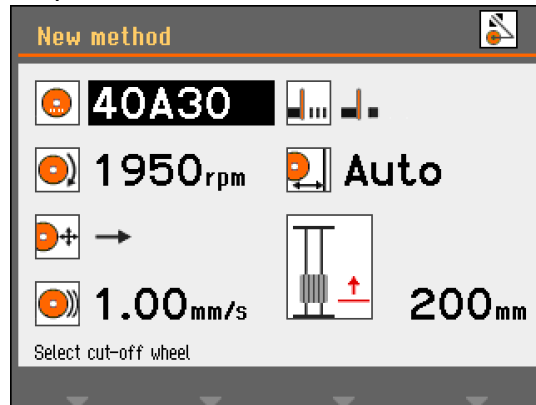 New method
40A30
1950rpm Auto
1.00mm/s 200mm
Select cut-off wheel